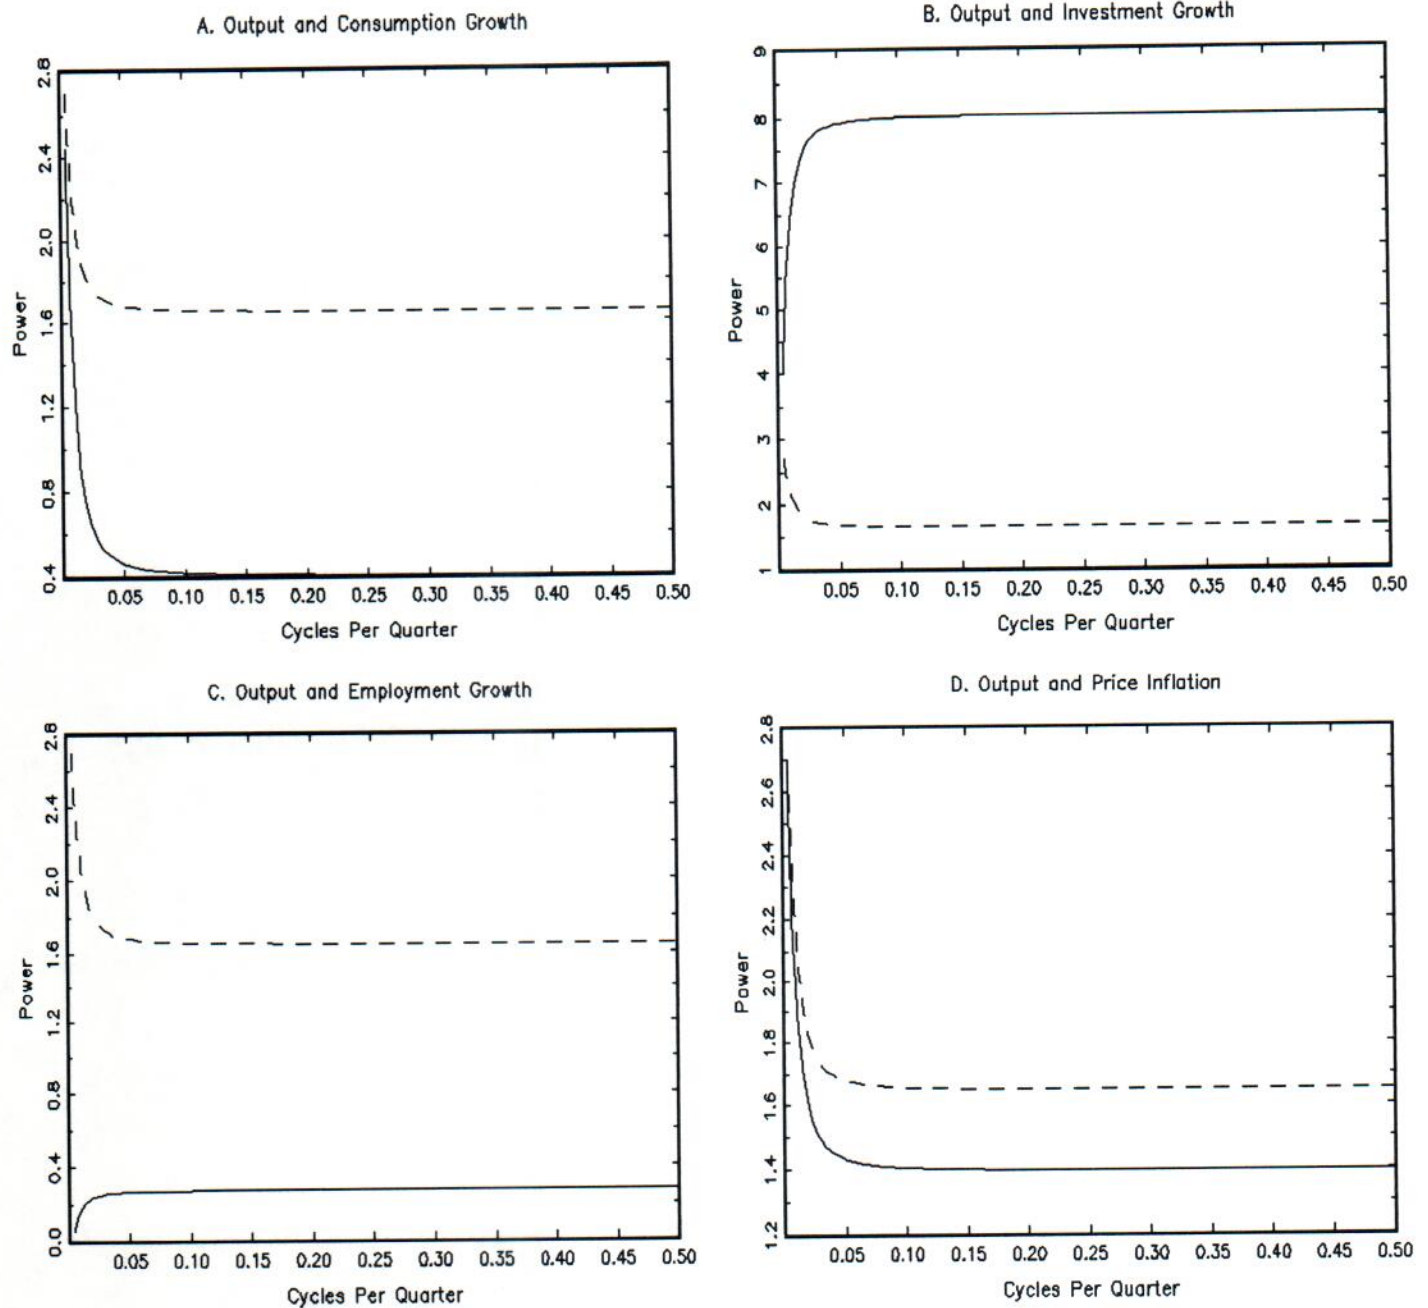 A. Output and Consumption Growth
2.8
2.4
2.0
1.6
1.2
0.8
0.4
Power
0.05 0.10 0.15 0.20 0.25 0.30 0.35 0.40 0.45 0.50
Cycles Per Quarter
B. Output and Investment Growth
9
8
7
6
5
4
3
2
1
Power
0.05 0.10 0.15 0.20 0.25 0.30 0.35 0.40 0.45 0.50
Cycles Per Quarter
C. Output and Employment Growth
2.8
2.4
2.0
1.6
1.2
0.8
0.4
0.0
Power
0.05 0.10 0.15 0.20 0.25 0.30 0.35 0.40 0.45 0.50
Cycles Per Quarter
D. Output and Price Inflation
2.8
2.6
2.4
2.2
2.0
1.8
1.6
1.4
1.2
Power
0.05 0.10 0.15 0.20 0.25 0.30 0.35 0.40 0.45 0.50
Cycles Per Quarter